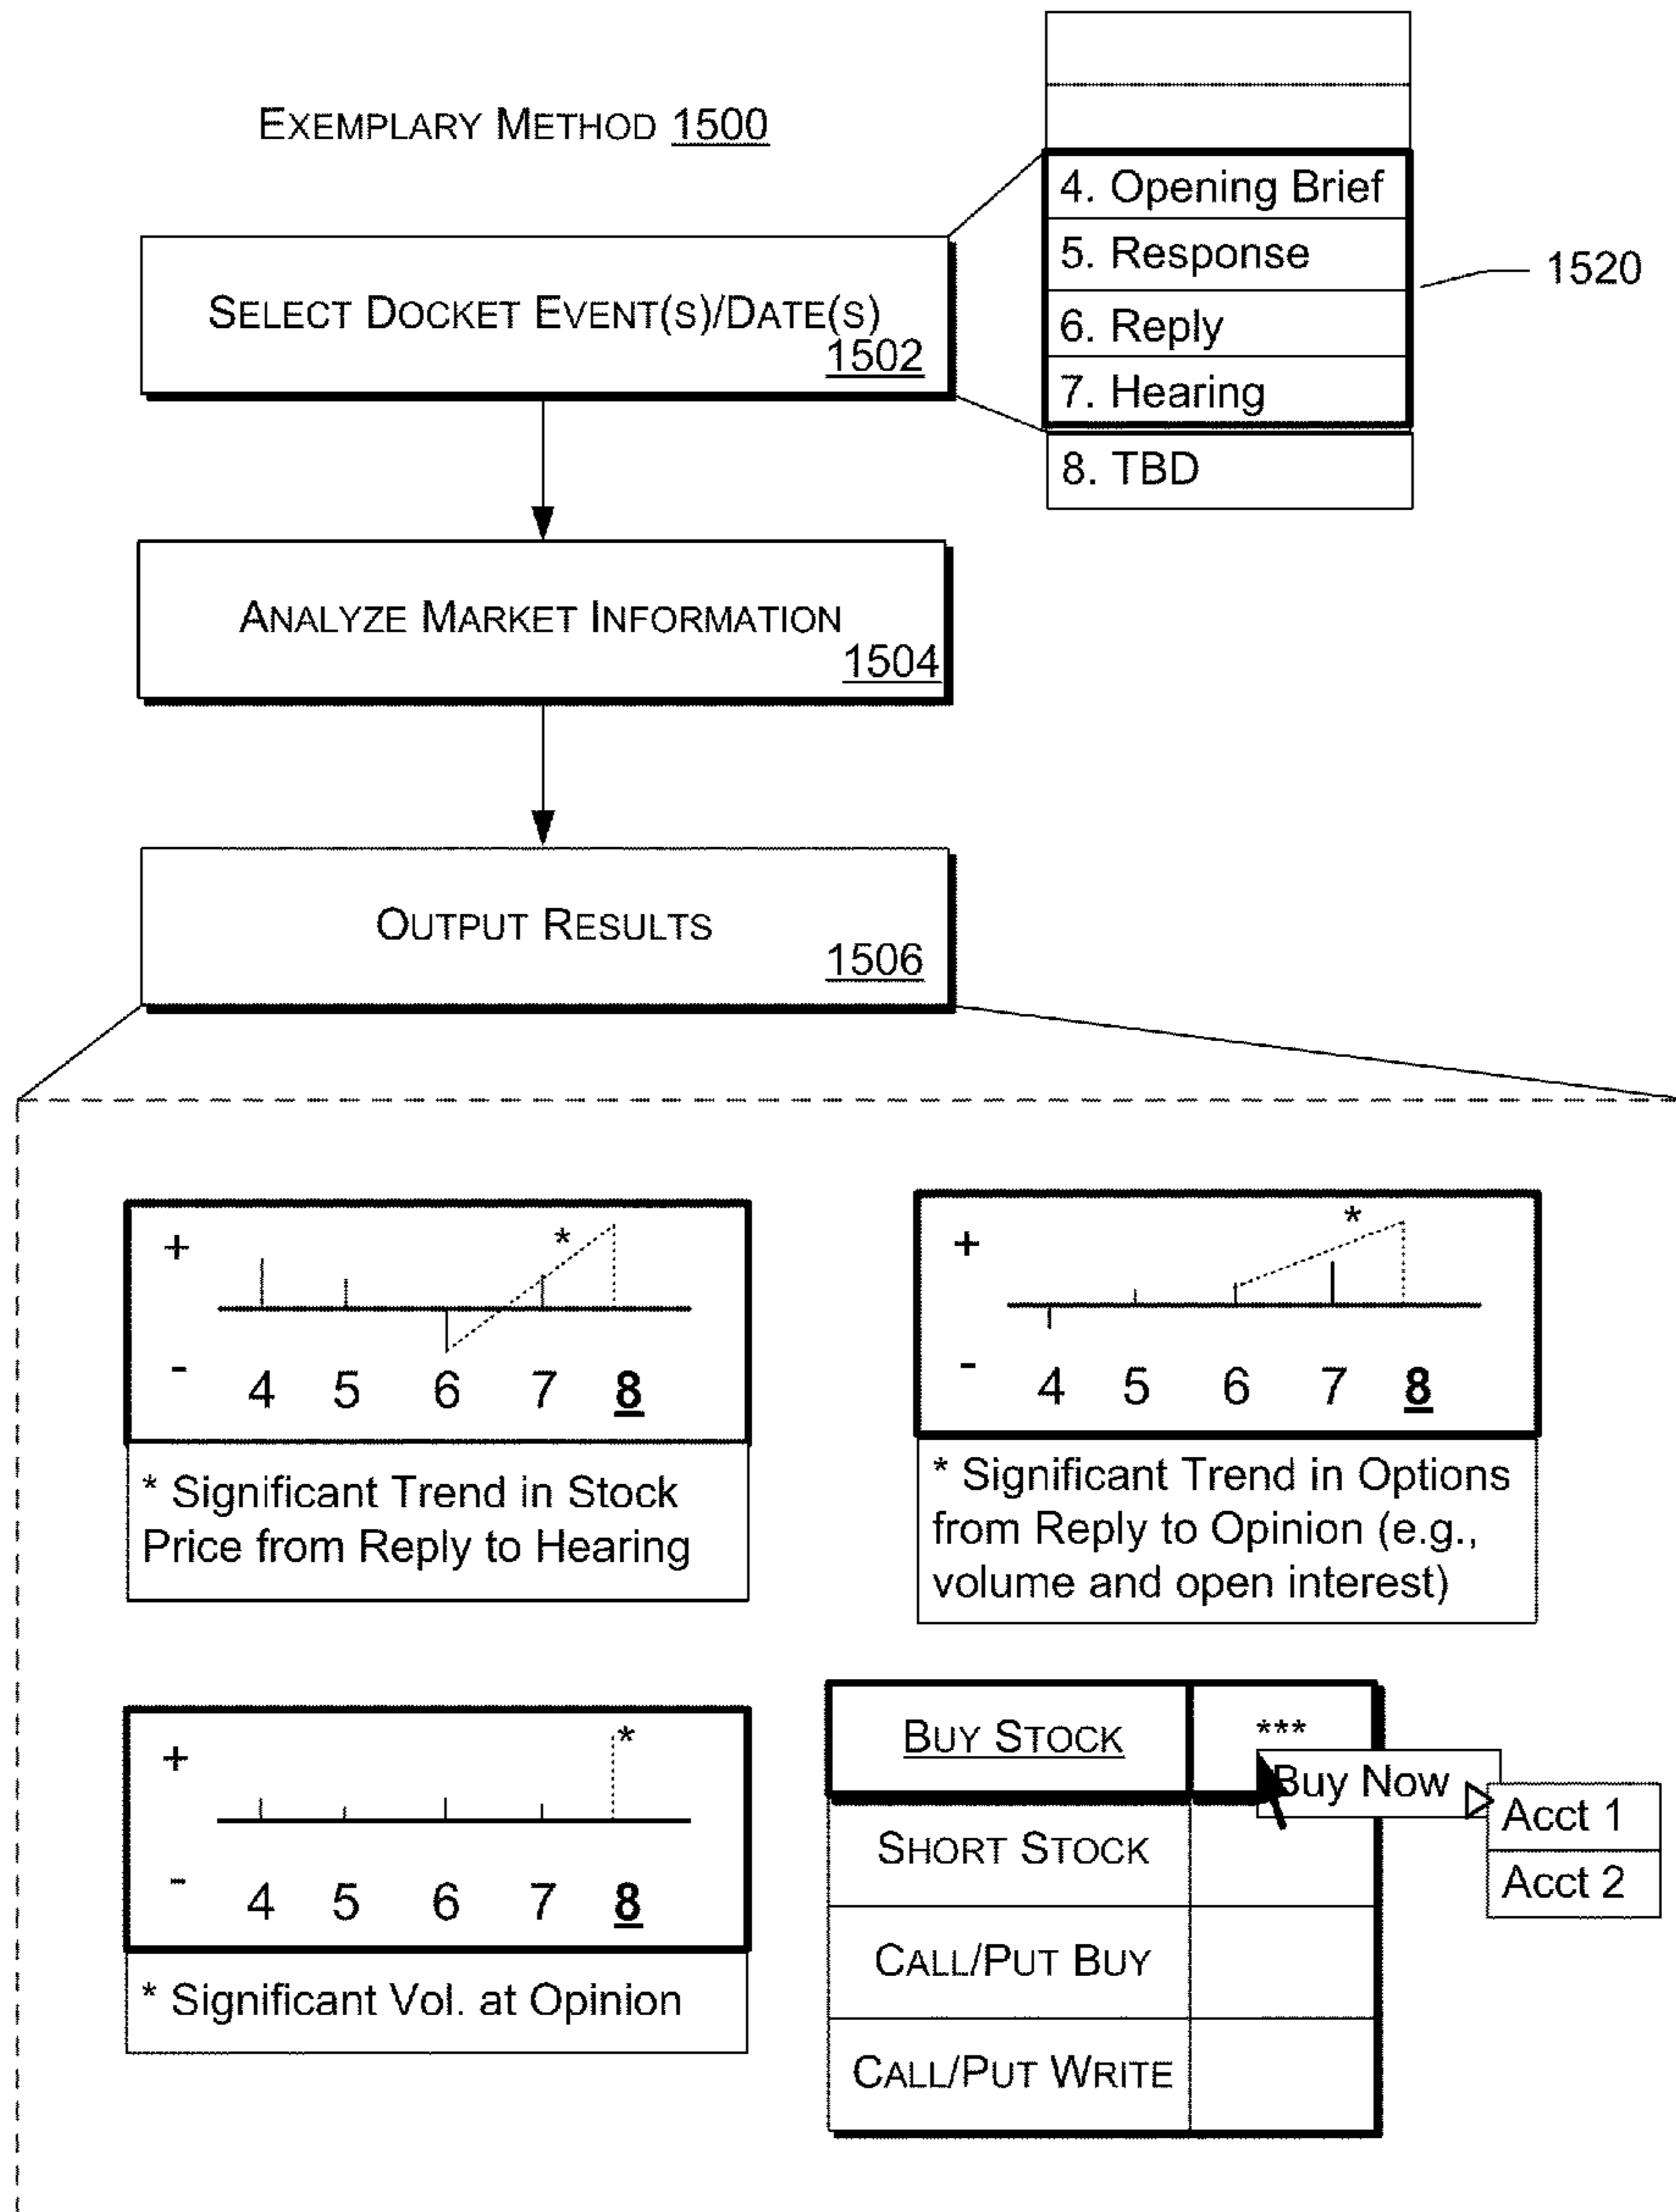 EXEMPLARY METHOD 1500
4. Opening Brief
5. Response
6. Reply
7. Hearing
8. TBD
1520
SELECT DOCKET EVENT(S)/DATE(S)
1502
ANALYZE MARKET INFORMATION
1504
OUTPUT RESULTS
1506
+
*
-
4 5 6 7 8
* Significant Trend in Stock
Price from Reply to Hearing
+
*
-
4 5 6 7 8
* Significant Trend in Options
from Reply to Opinion (e.g.,
volume and open interest)
+
*
-
4 5 6 7 8
* Significant Vol. at Opinion
BUY STOCK
***
Buy Now
Acct 1
Acct 2
SHORT STOCK
CALL/PUT BUY
CALL/PUT WRITE